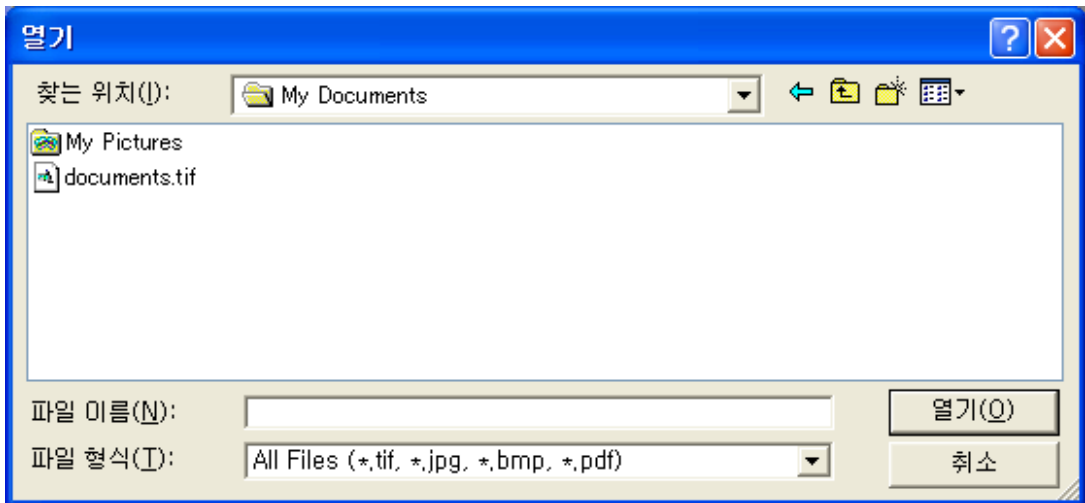 열기
찾는 위치(I): My Documents
My Pictures
documents.tif
파일 이름(N):
열기(O)
파일 형식(T): All Files (*.tif, *.jpg, *.bmp, *.pdf)
취소